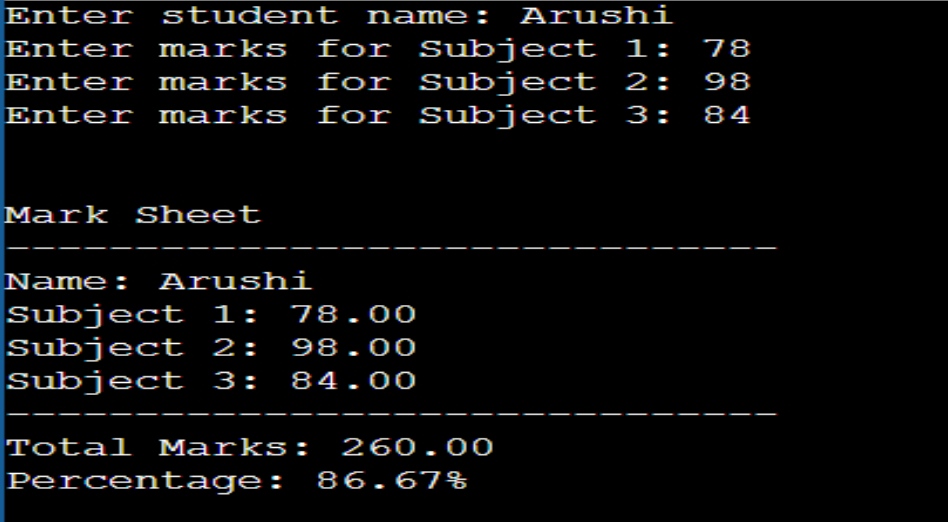 Enter student name: Arushi
Enter marks for Subject 1: 78
Enter marks for Subject 2: 98
Enter marks for Subject 3: 84
Mark Sheet
------------------------------
Name: Arushi
Subject 1: 78.00
Subject 2: 98.00
Subject 3: 84.00
------------------------------
Total Marks: 260.00
Percentage: 86.67%